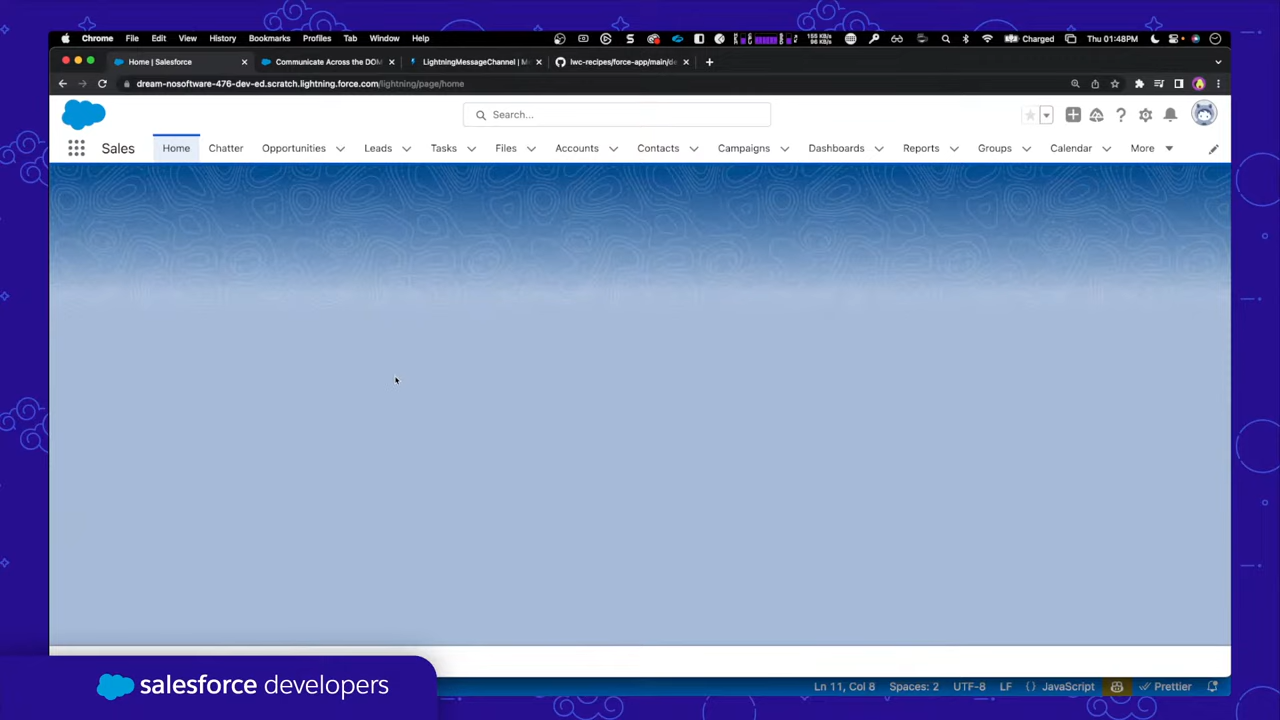 Chrome File Edit View History Bookmarks Profiles Tab Window Help Charged Thu 01:48PM
Home | Salesforce Communicate Across the DOM LightningMessageChannel | M lwc-recipes/force-app/main/de
dream-nosoftware-476-dev-ed.scratch.lightning.force.com/lightning/page/home
Search...
Sales Home Chatter Opportunities Leads Tasks Files Accounts Contacts Campaigns Dashboards Reports Groups Calendar More
salesforce developers
Ln 11, Col 8 Spaces: 2 UTF-8 LF {} JavaScript Prettier